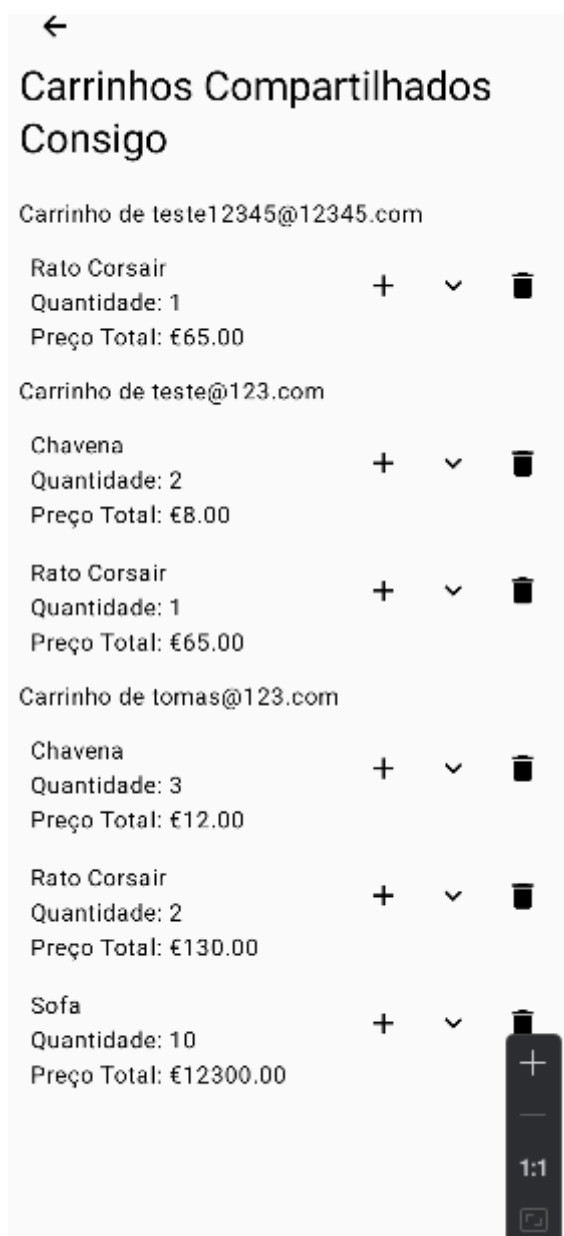 Carrinhos Compartilhados
Consigo
Carrinho de teste12345@12345.com
Rato Corsair
Quantidade: 1
Preço Total: €65.00
Carrinho de teste@123.com
Chavena
Quantidade: 2
Preço Total: €8.00
Rato Corsair
Quantidade: 1
Preço Total: €65.00
Carrinho de tomas@123.com
Chavena
Quantidade: 3
Preço Total: €12.00
Rato Corsair
Quantidade: 2
Preço Total: €130.00
Sofa
Quantidade: 10
Preço Total: €12300.00
1:1